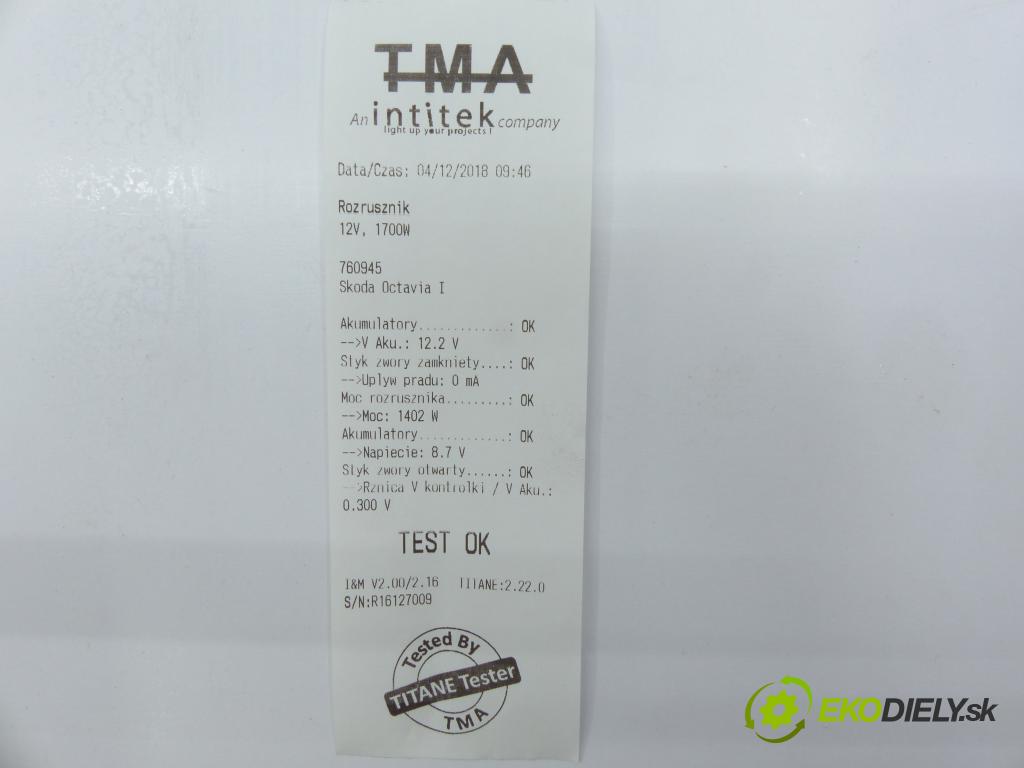 TMA
An intitek company
light up your projects !
Data/Czas: 04/12/2018 09:46
Rozrusznik
12V, 1700W
760945
Skoda Octavia I
Akumulatory.............: OK
-->V Aku.: 12.2 V
Styk zwory zamkniety....: OK
-->Uplyw pradu: 0 mA
Moc rozrusznika.........: OK
-->Moc: 1402 W
Akumulatory.............: OK
-->Napiecie: 8.7 V
Styk zwory otwarty......: OK
-->Rznica V kontrolki / V Aku.:
0.300 V
TEST OK
I&M V2.00/2.16 TITANE:2.22.0
S/N:R16127009
Tested By
TITANE Tester
TMA
EKODIELY.sk